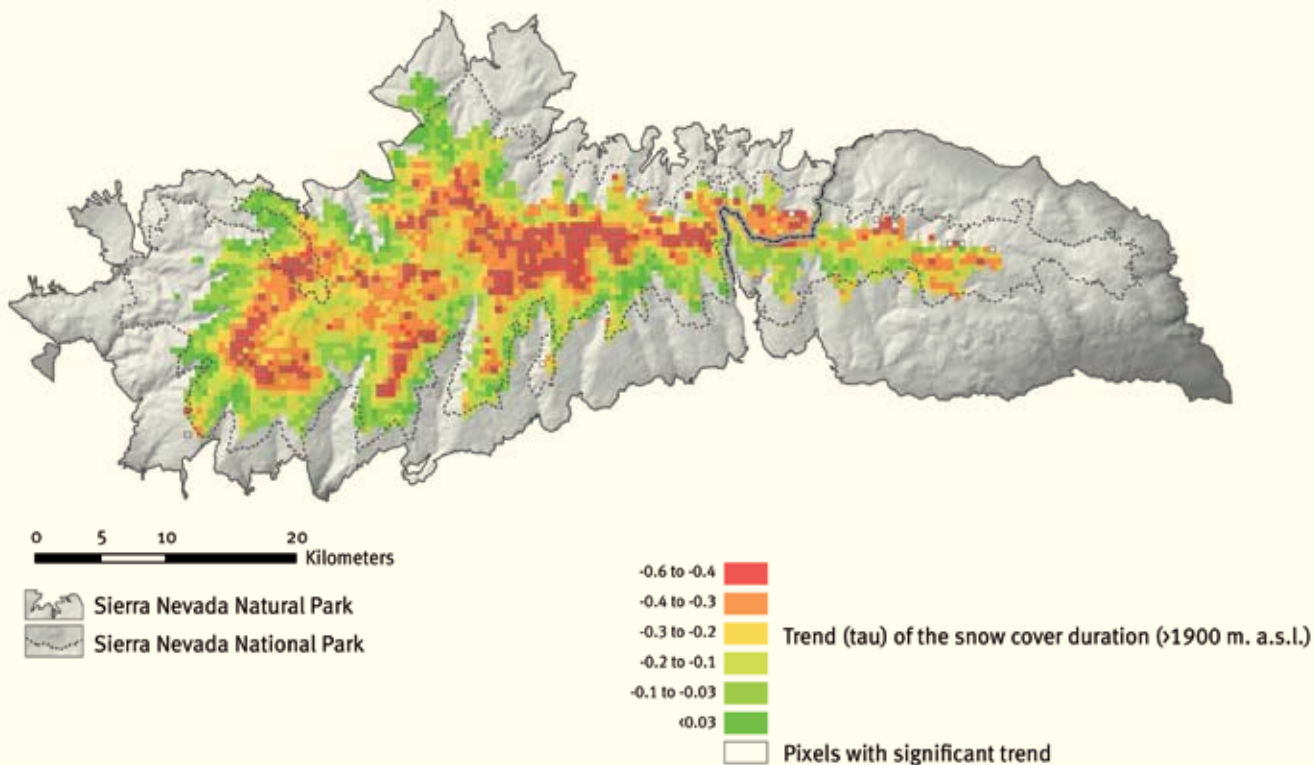 0 5 10 20
Kilometers
Sierra Nevada Natural Park
Sierra Nevada National Park
-0.6 to -0.4
-0.4 to -0.3
-0.3 to -0.2
Trend (tau) of the snow cover duration (>1900 m. a.s.l.)
-0.2 to -0.1
-0.1 to -0.03
<0.03
Pixels with significant trend